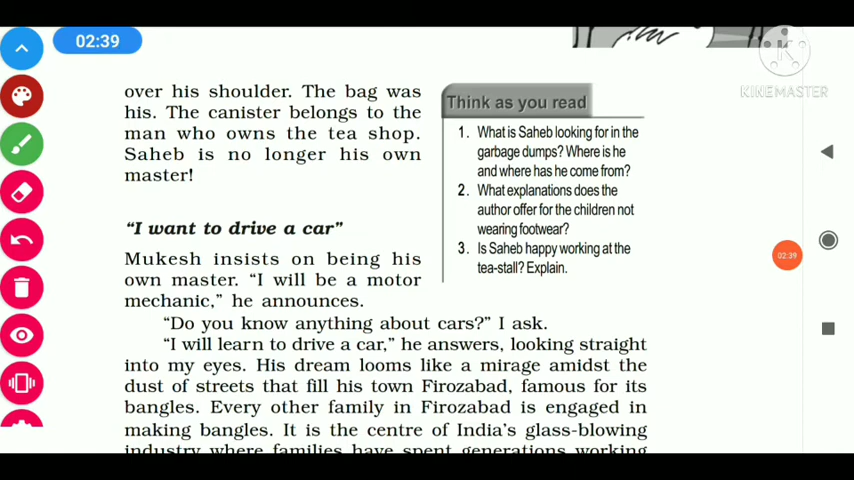 02:39
KINEMASTER
over his shoulder. The bag was
his. The canister belongs to the
man who owns the tea shop.
Saheb is no longer his own
master!
Think as you read
1. What is Saheb looking for in the
garbage dumps? Where is he
and where has he come from?
2. What explanations does the
author offer for the children not
wearing footwear?
3. Is Saheb happy working at the
tea-stall? Explain.
“I want to drive a car”
Mukesh insists on being his
own master. “I will be a motor
mechanic,” he announces.
“Do you know anything about cars?” I ask.
“I will learn to drive a car,” he answers, looking straight
into my eyes. His dream looms like a mirage amidst the
dust of streets that fill his town Firozabad, famous for its
bangles. Every other family in Firozabad is engaged in
making bangles. It is the centre of India’s glass-blowing
industry where families have spent generations working
02:39